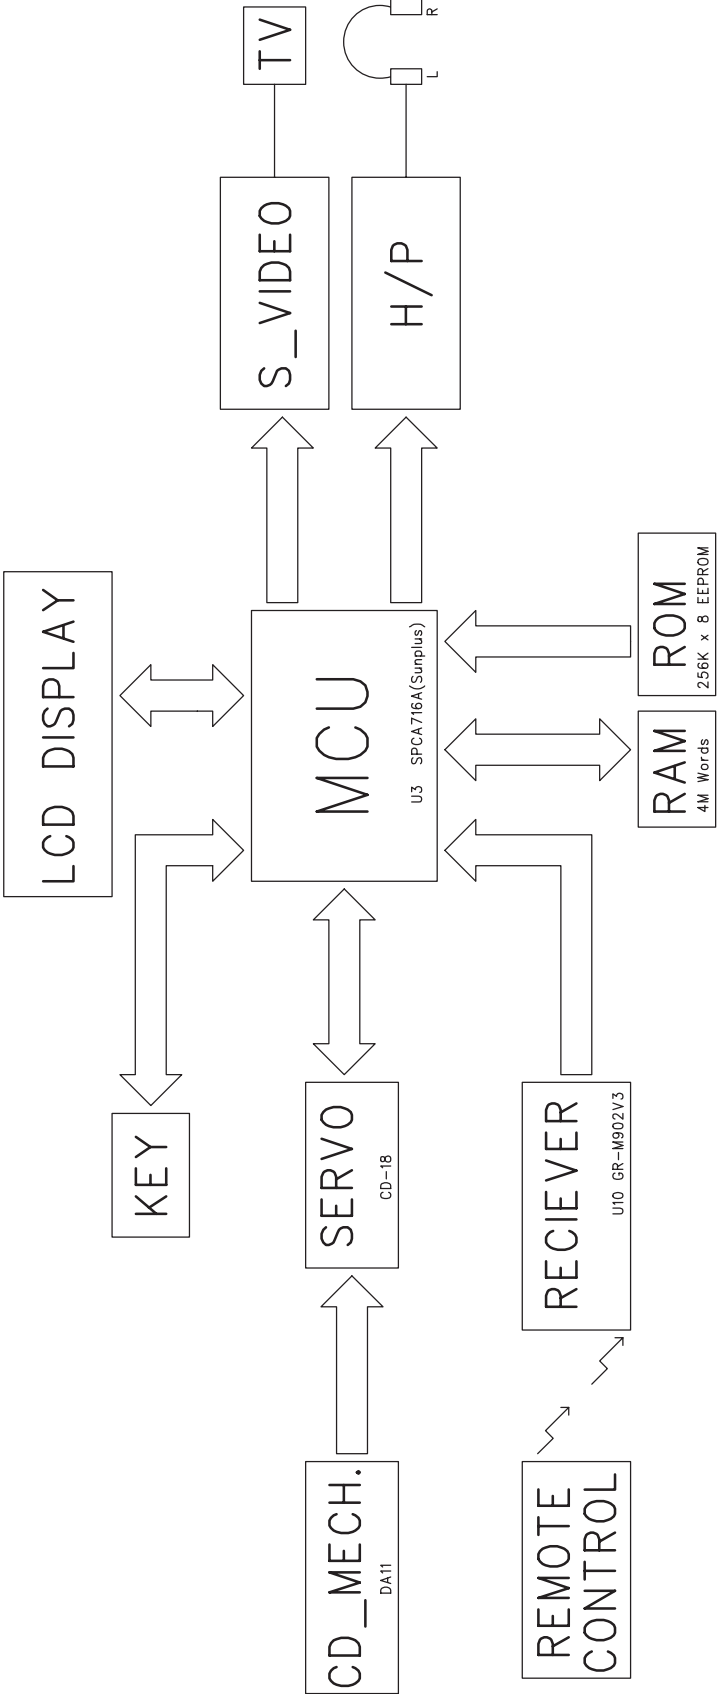 LCD DISPLAY
KEY
TV
S_VIDEO
CD_MECH.
DA11
SERVO
CD-18
MCU
U3 SPCA716A(Sunplus)
L
R
H/P
REMOTE
CONTROL
RECIEVER
U10 GR-M902V3
RAM
4M Words
ROM
256K x 8 EEPROM